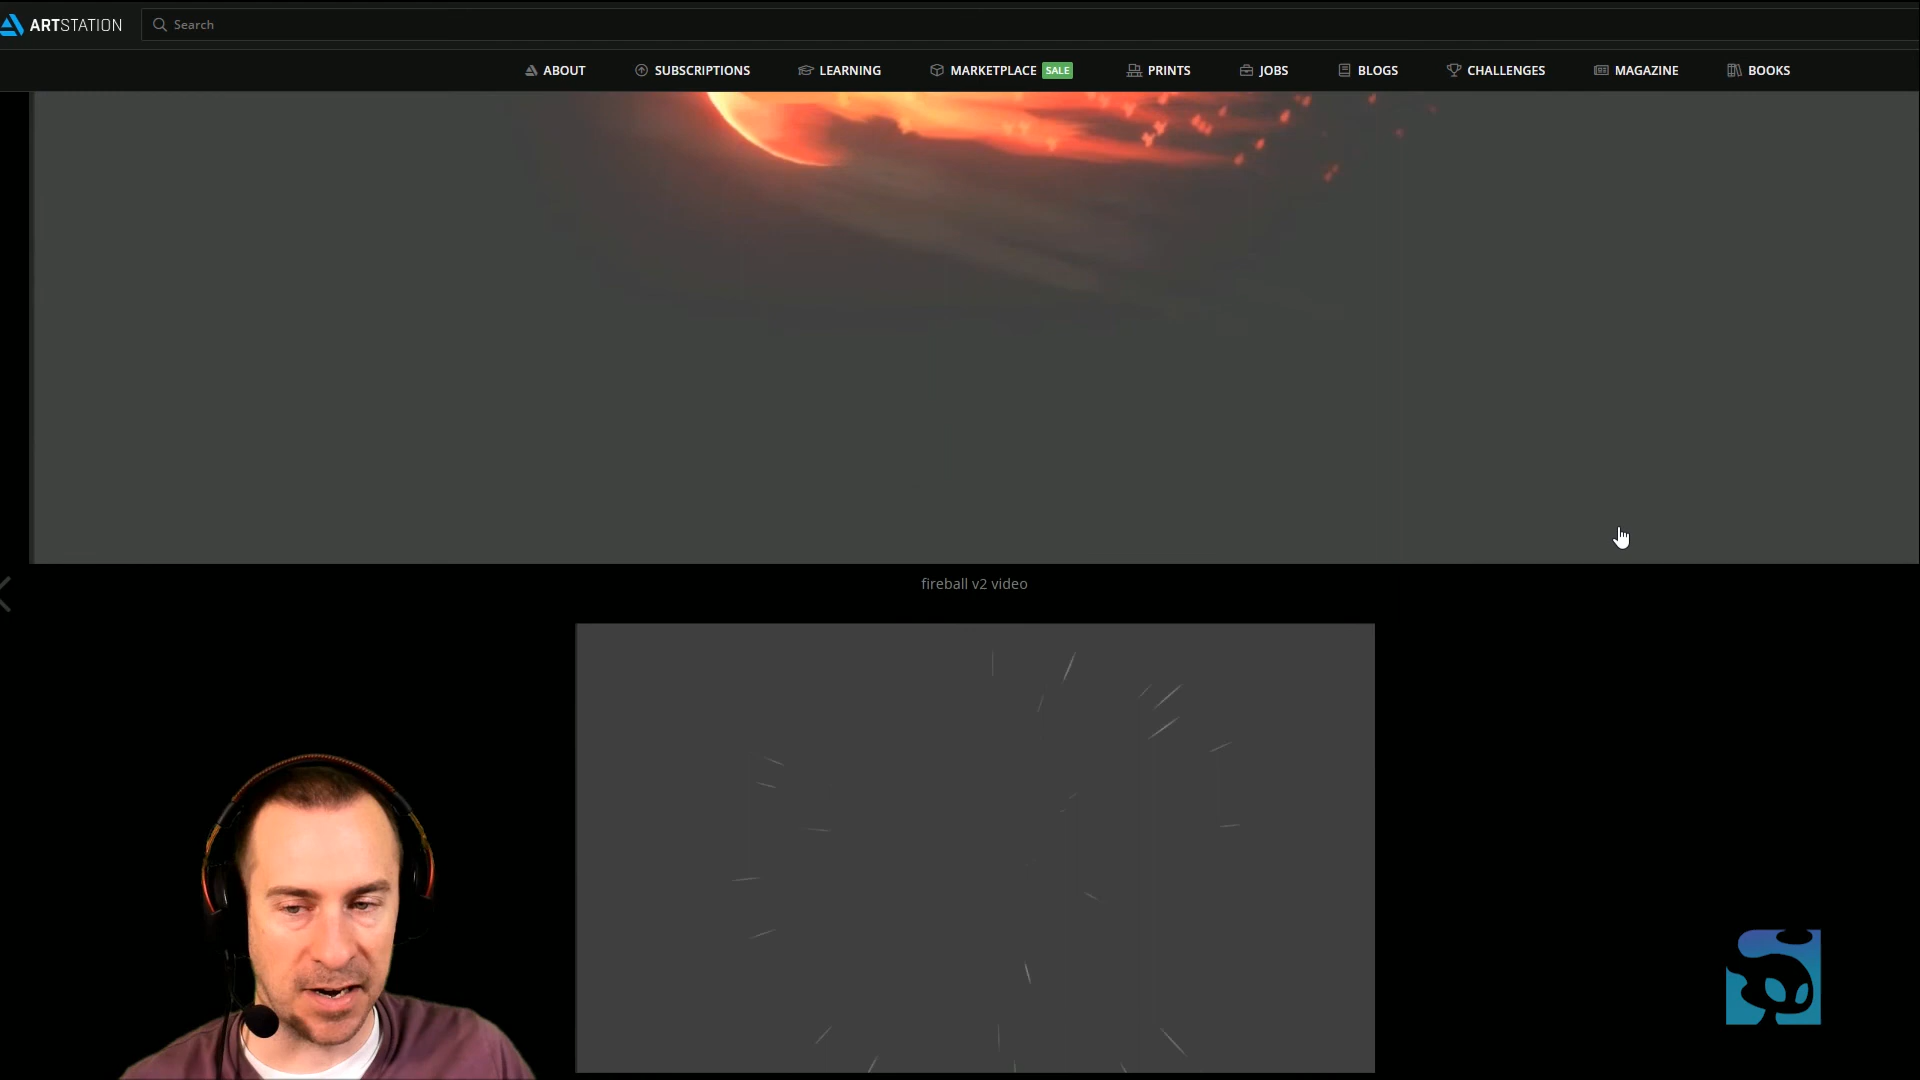 ARTSTATION
Search
ABOUT
SUBSCRIPTIONS
LEARNING
MARKETPLACE SALE
PRINTS
JOBS
BLOGS
CHALLENGES
MAGAZINE
BOOKS
fireball v2 video